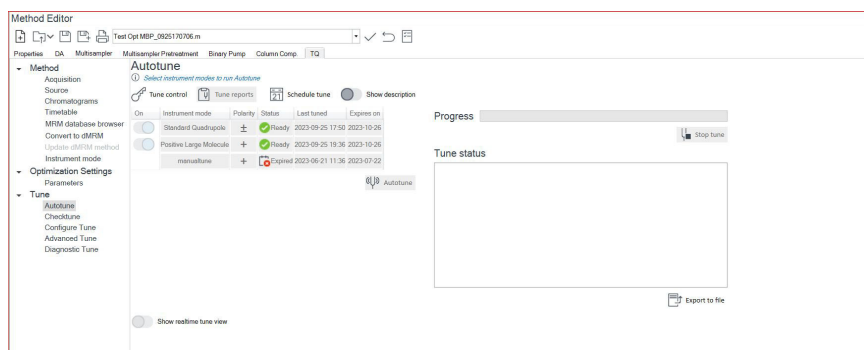 Method Editor
Test Opt MBP_0925170706.m
Properties DA Multisampler Multisampler Pretreatment Binary Pump Column Comp. TQ
Method
Acquisition
Source
Chromatograms
Timetable
MRM database browser
Convert to dMRM
Update dMRM method
Instrument mode
Optimization Settings
Parameters
Tune
Autotune
Checktune
Configure Tune
Advanced Tune
Diagnostic Tune
Autotune
Select instrument modes to run Autotune
Tune control Tune reports 21 Schedule tune Show description
On Instrument mode Polarity Status Last tuned Expires on
Standard Quadrupole ± Ready 2023-09-25 17:50 2023-10-26
Positive Large Molecule + Ready 2023-09-25 19:36 2023-10-26
manualtune + Expired 2023-06-21 11:36 2023-07-22
Autotune
Show realtime tune view
Progress
Stop tune
Tune status
Export to file